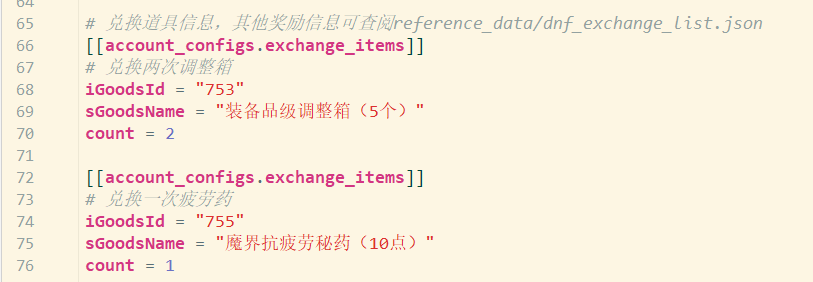 64
65 # 兑换道具信息，其他奖励信息可查阅reference_data/dnf_exchange_list.json
66 [[account_configs.exchange_items]]
67 # 兑换两次调整箱
68 iGoodsId = "753"
69 sGoodsName = "装备品级调整箱（5个）"
70 count = 2
71
72 [[account_configs.exchange_items]]
73 # 兑换一次疲劳药
74 iGoodsId = "755"
75 sGoodsName = "魔界抗疲劳秘药（10点）"
76 count = 1